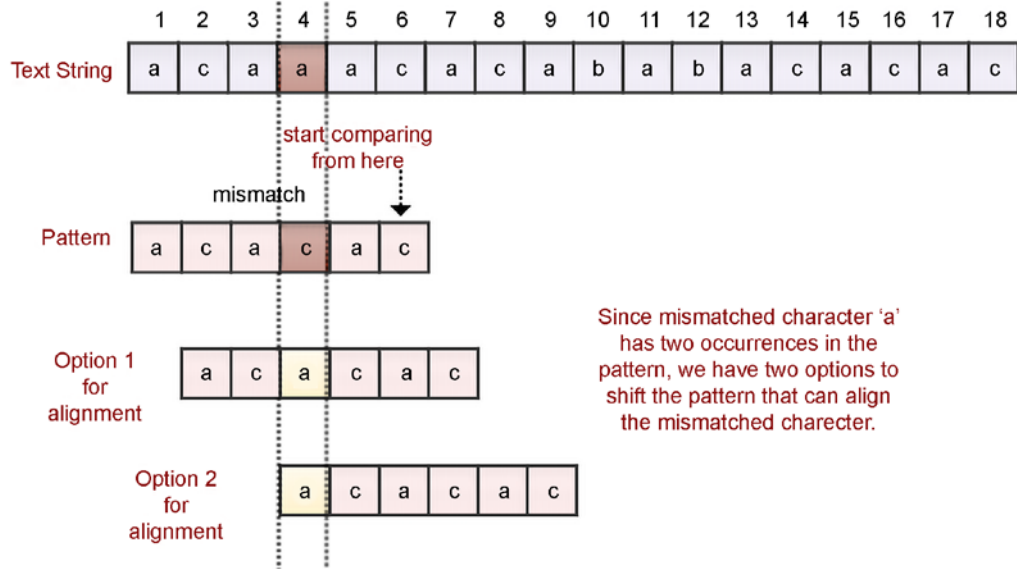 1 2 3 4 5 6 7 8 9 10 11 12 13 14 15 16 17 18
Text String a c a a a c a c a b a b a c a c a c
start comparing
from here
mismatch
Pattern a c a c a c
Option 1
for
alignment
a c a c a c
Since mismatched character ‘a’
has two occurrences in the
pattern, we have two options to
shift the pattern that can align
the mismatched charecter.
Option 2
for
alignment
a c a c a c